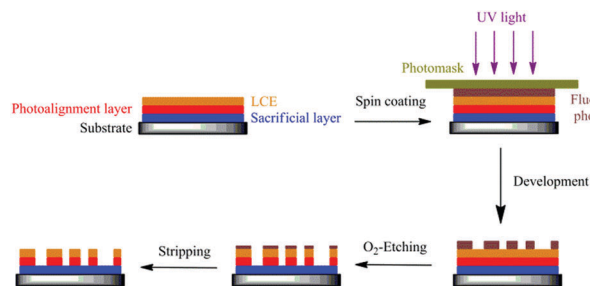 UV light
Photomask
LCE
Photoalignment layer
Spin coating
Sacrificial layer
Substrate
Development
Stripping
O₂-Etching